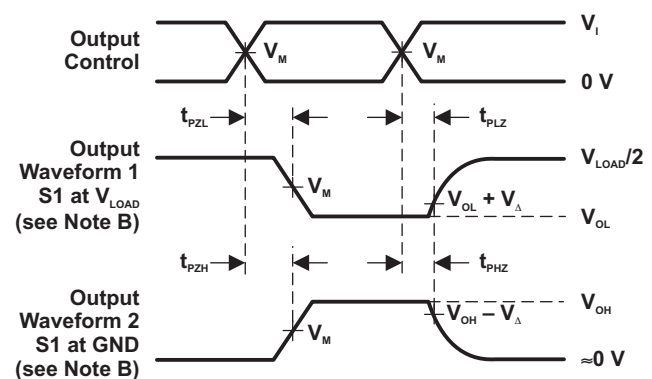 Output
Control
V_M
V_M
V_I
0 V
t_PZL
t_PLZ
Output
Waveform 1
S1 at V_LOAD
(see Note B)
V_M
V_OL + V_Δ
V_LOAD/2
V_OL
t_PZH
t_PHZ
Output
Waveform 2
S1 at GND
(see Note B)
V_M
V_OH – V_Δ
V_OH
≈0 V